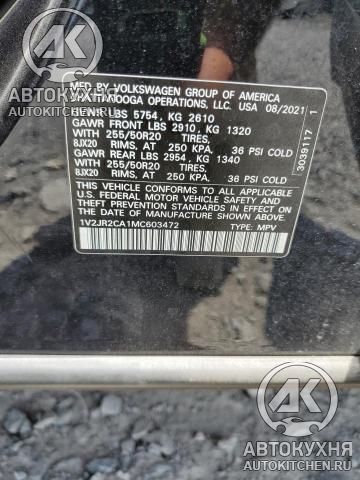 MFD BY VOLKSWAGEN GROUP OF AMERICA
CHATTANOOGA OPERATIONS, LLC. USA 08/2021
LBS 5754, KG 2610
GAWR FRONT LBS 2910, KG 1320
WITH 255/50R20 TIRES,
8JX20 RIMS, AT 250 KPA, 36 PSI COLD
GAWR REAR LBS 2954, KG 1340
WITH 255/50R20 TIRES,
8JX20 RIMS, AT 250 KPA, 36 PSI COLD
THIS VEHICLE CONFORMS TO ALL APPLICABLE
U.S. FEDERAL MOTOR VEHICLE SAFETY STANDARDS
IN EFFECT ON THE DATE OF MANUFACTURE
SHOWN ABOVE
1V2JR2CA1MC603472 TYPE: MPV
3039117 1
АК
АВТОКУХНЯ
AUTOKITCHEN.RU
АК
АВТОКУХНЯ
AUTOKITCHEN.RU